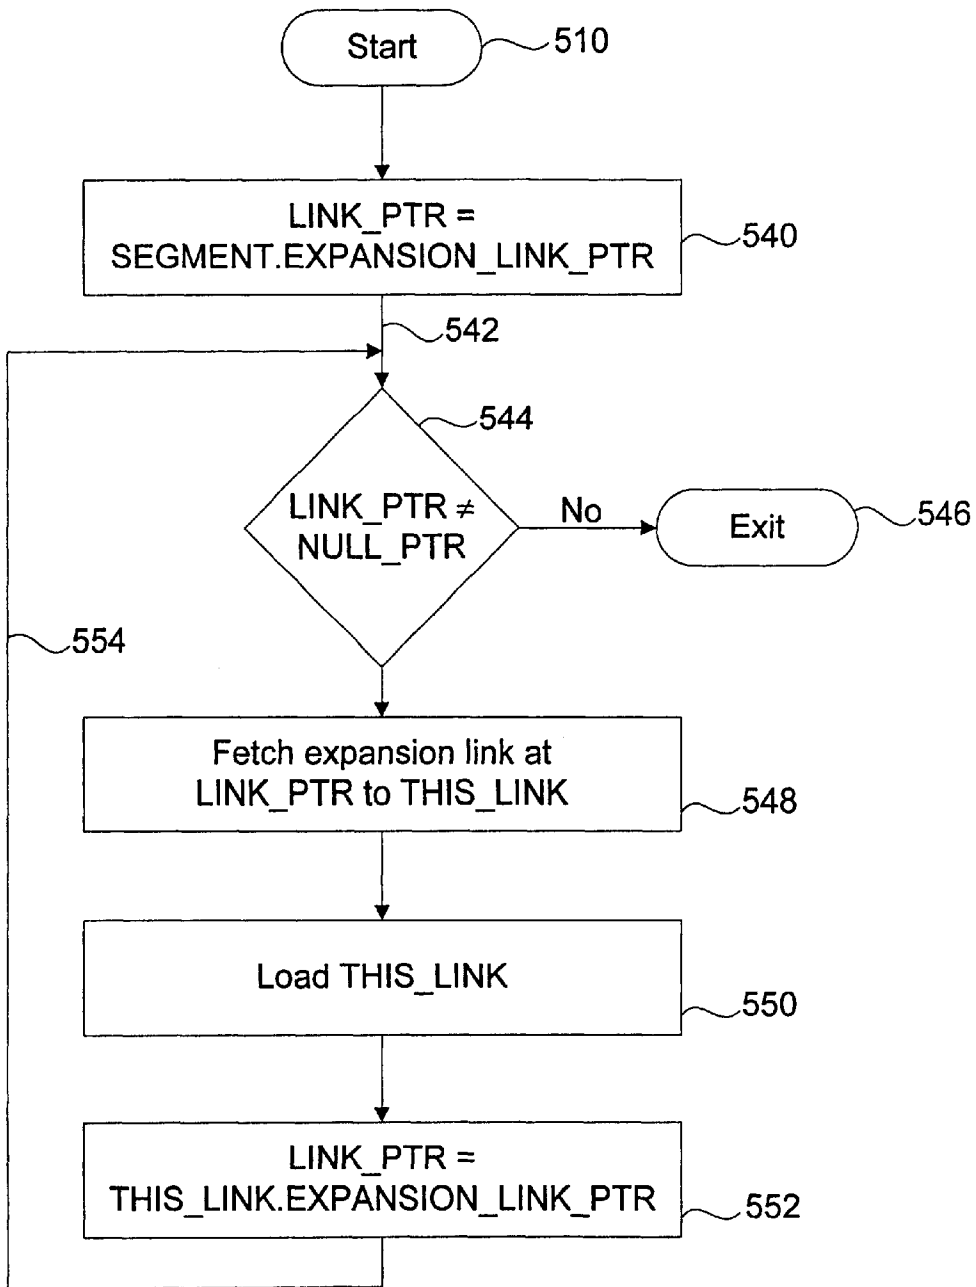 Start
510
LINK_PTR =
SEGMENT.EXPANSION_LINK_PTR
540
542
544
LINK_PTR ≠
NULL_PTR
No
Exit
546
554
Fetch expansion link at
LINK_PTR to THIS_LINK
548
Load THIS_LINK
550
LINK_PTR =
THIS_LINK.EXPANSION_LINK_PTR
552